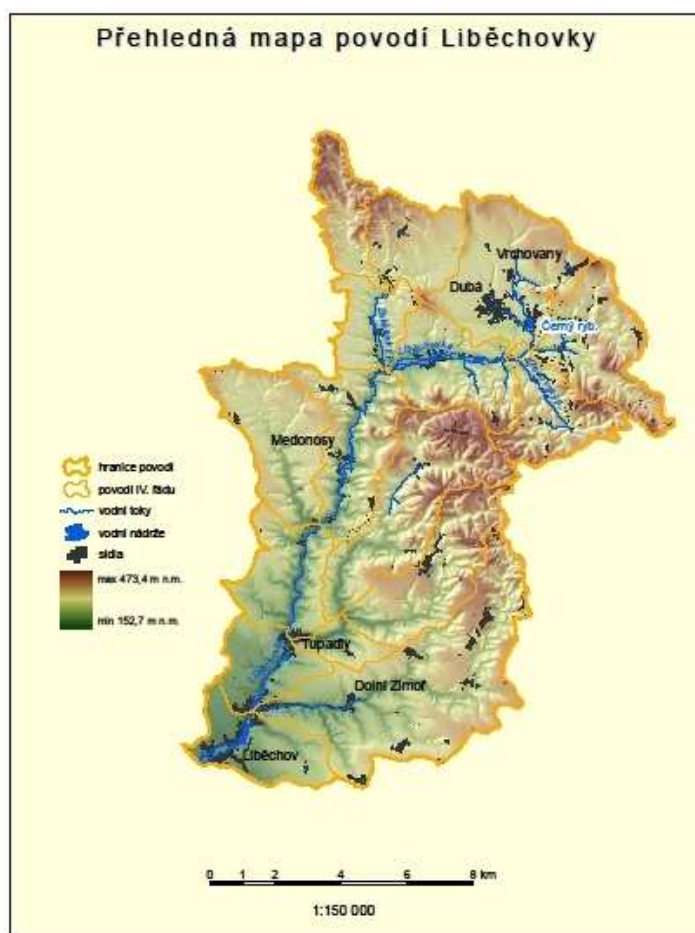 Přehledná mapa povodí Liběchovky
Vrchovany
Dubá
Černý ryb.
Medonosy
hranice povodí
povodí IV. řádu
vodní toky
vodní nádrže
sídla
max 473,4 m n.m.
min 152,7 m n.m.
Tupadly
Dolní Zimoř
Liběchov
0 1 2 4 6 8 km
1:150 000